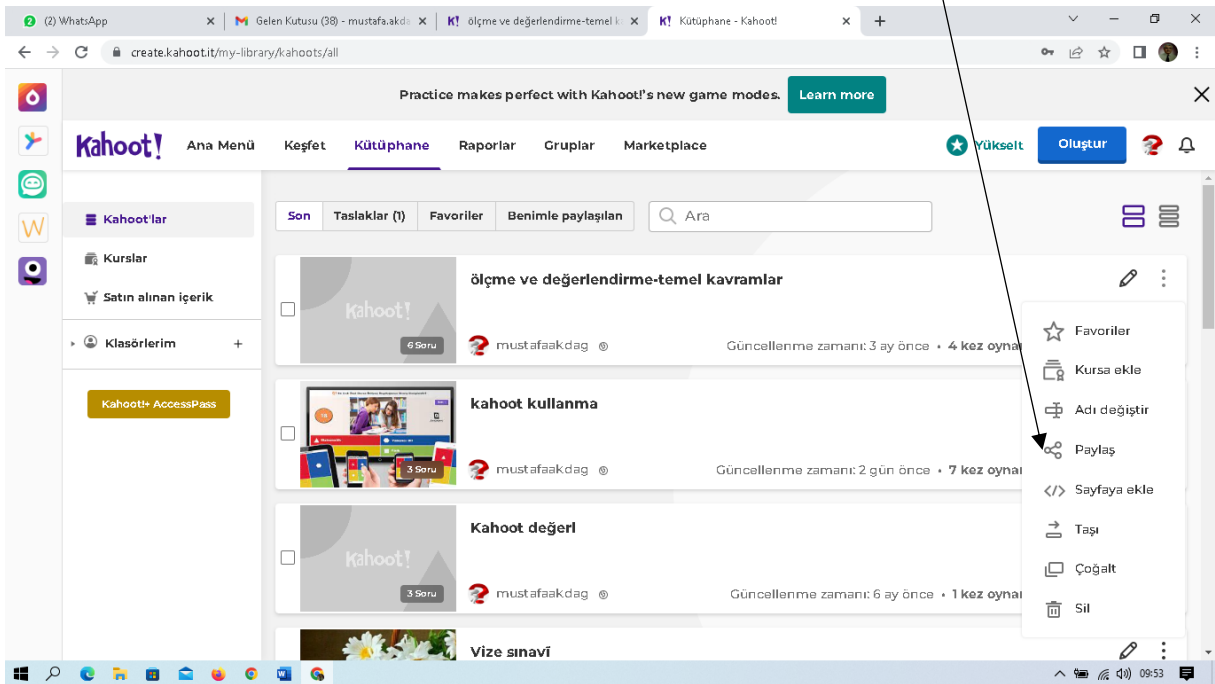 (2) WhatsApp
Gelen Kutusu (38) - mustafa.akda
ölçme ve değerlendirme-temel k
Kütüphane - Kahoot!
create.kahoot.it/my-library/kahoots/all
Practice makes perfect with Kahoot!'s new game modes.
Learn more
Kahoot!
Ana Menü
Keşfet
Kütüphane
Raporlar
Gruplar
Marketplace
Yükselt
Oluştur
Kahoot'lar
Kurslar
Satın alınan içerik
Klasörlerim
Kahoot!+ AccessPass
Son
Taslaklar (1)
Favoriler
Benimle paylaşılan
Ara
ölçme ve değerlendirme-temel kavramlar
Kahoot!
6 Soru
mustafaakdag
Güncellenme zamanı: 3 ay önce • 4 kez oynan
kahoot kullanma
3 Soru
mustafaakdag
Güncellenme zamanı: 2 gün önce • 7 kez oynan
Kahoot değerl
Kahoot!
3 Soru
mustafaakdag
Güncellenme zamanı: 6 ay önce • 1 kez oynan
Vize sınavi
Favoriler
Kursa ekle
Adı değiştir
Paylaş
Sayfaya ekle
Taşı
Çoğalt
Sil
09:53